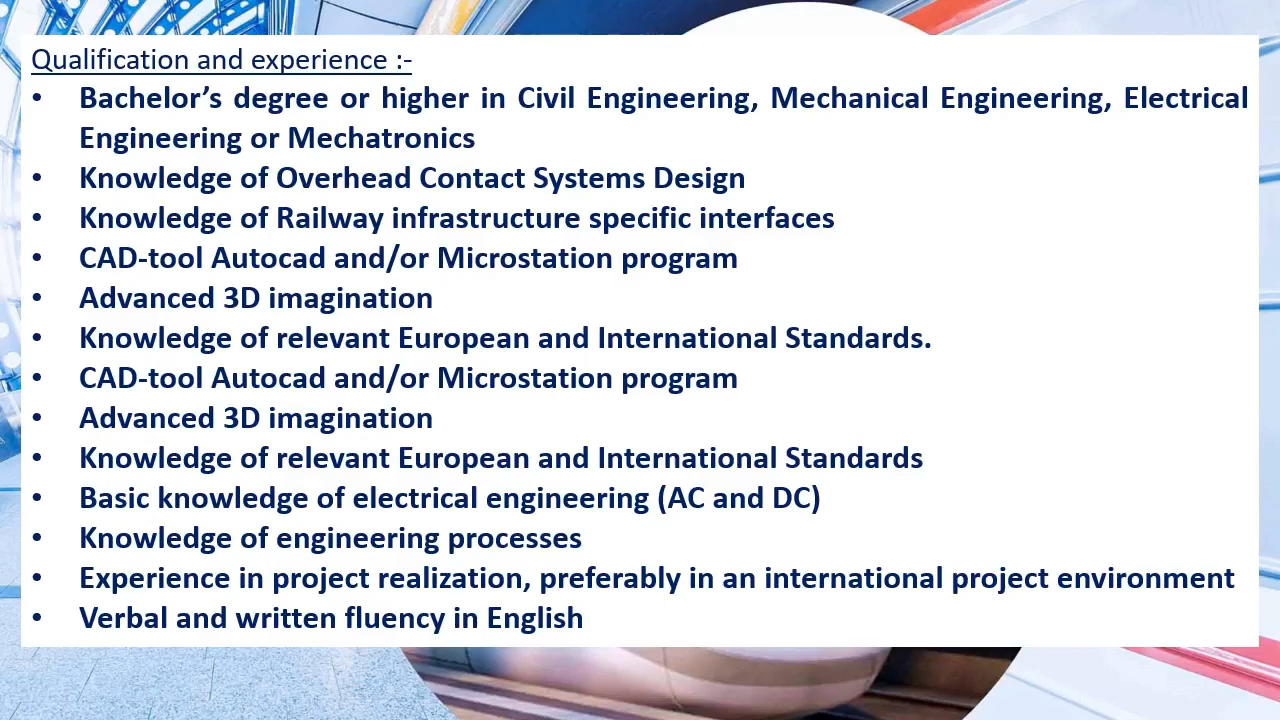 Qualification and experience :-
• Bachelor’s degree or higher in Civil Engineering, Mechanical Engineering, Electrical
Engineering or Mechatronics
• Knowledge of Overhead Contact Systems Design
• Knowledge of Railway infrastructure specific interfaces
• CAD-tool Autocad and/or Microstation program
• Advanced 3D imagination
• Knowledge of relevant European and International Standards.
• CAD-tool Autocad and/or Microstation program
• Advanced 3D imagination
• Knowledge of relevant European and International Standards
• Basic knowledge of electrical engineering (AC and DC)
• Knowledge of engineering processes
• Experience in project realization, preferably in an international project environment
• Verbal and written fluency in English